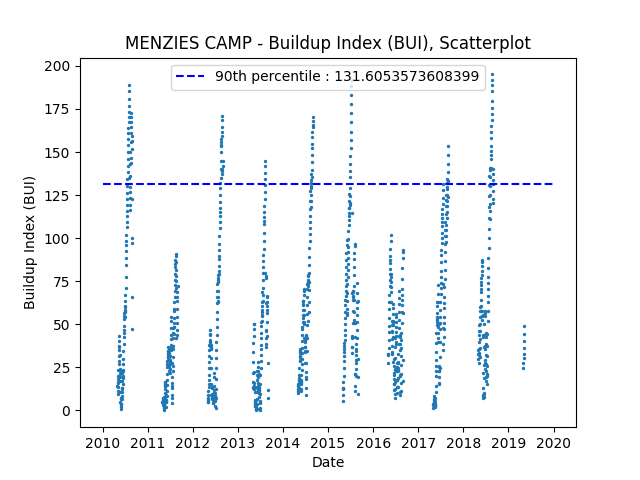 MENZIES CAMP - Buildup Index (BUI), Scatterplot
90th percentile : 131.6053573608399
200
175
150
125
100
75
50
25
0
Buildup Index (BUI)
2010 2011 2012 2013 2014 2015 2016 2017 2018 2019 2020
Date